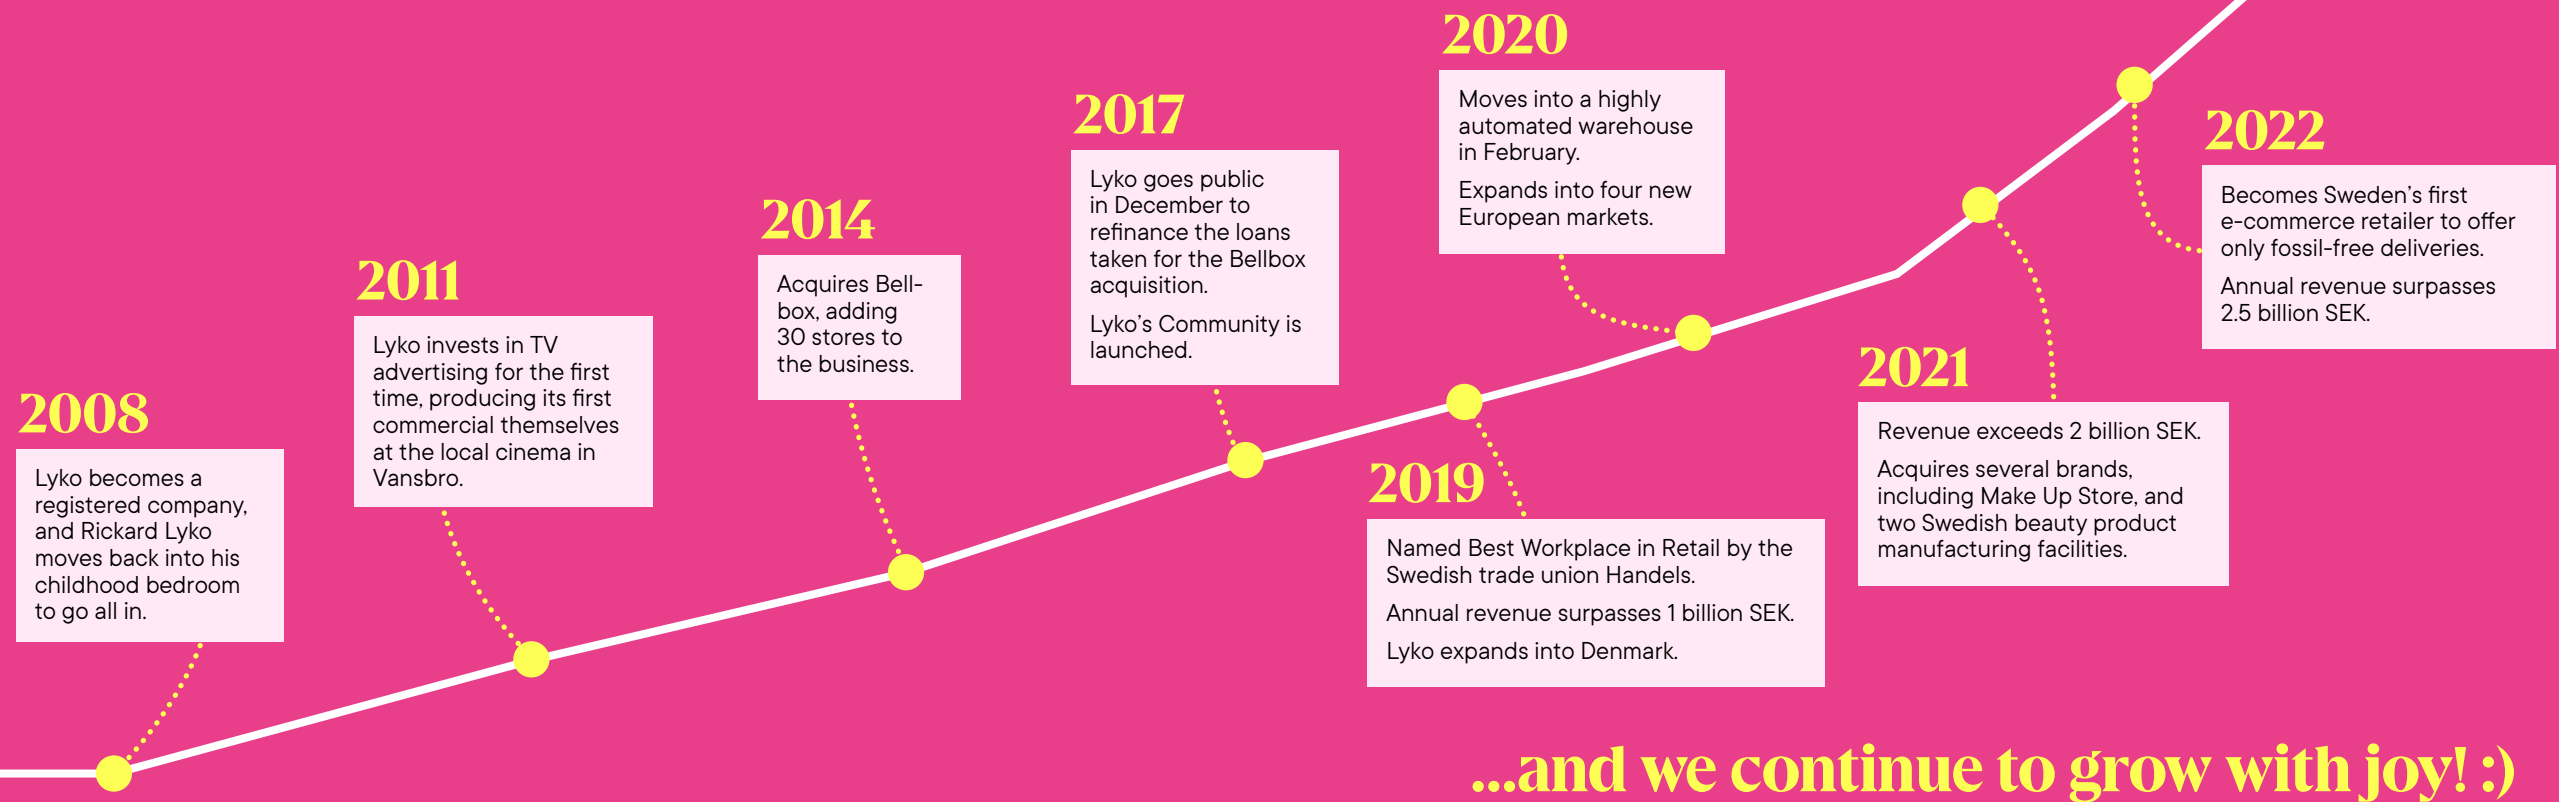 2008
Lyko becomes a
registered company,
and Rickard Lyko
moves back into his
childhood bedroom
to go all in.
2011
Lyko invests in TV
advertising for the first
time, producing its first
commercial themselves
at the local cinema in
Vansbro.
2014
Acquires Bell-
box, adding
30 stores to
the business.
2017
Lyko goes public
in December to
refinance the loans
taken for the Bellbox
acquisition.
Lyko’s Community is
launched.
2019
Named Best Workplace in Retail by the
Swedish trade union Handels.
Annual revenue surpasses 1 billion SEK.
Lyko expands into Denmark.
2020
Moves into a highly
automated warehouse
in February.
Expands into four new
European markets.
2021
Revenue exceeds 2 billion SEK.
Acquires several brands,
including Make Up Store, and
two Swedish beauty product
manufacturing facilities.
2022
Becomes Sweden’s first
e-commerce retailer to offer
only fossil-free deliveries.
Annual revenue surpasses
2.5 billion SEK.
...and we continue to grow with joy! :)